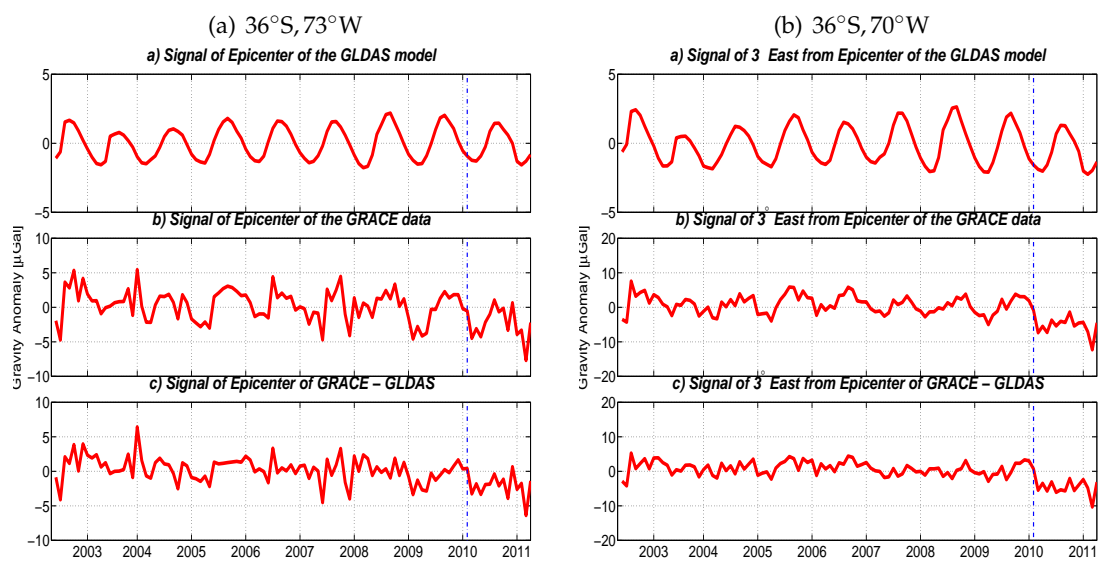 (a) 36°S,73°W
a) Signal of Epicenter of the GLDAS model
5
0
−5
b) Signal of Epicenter of the GRACE data
10
5
0
−5
−10
Gravity Anomaly [µGal]
c) Signal of Epicenter of GRACE − GLDAS
10
5
0
−5
−10
2003 2004 2005 2006 2007 2008 2009 2010 2011
(b) 36°S,70°W
a) Signal of 3 East from Epicenter of the GLDAS model
5
0
−5
b) Signal of 3° East from Epicenter of the GRACE data
20
10
0
−10
−20
Gravity Anomaly [µGal]
c) Signal of 3° East from Epicenter of GRACE − GLDAS
20
10
0
−10
−20
2003 2004 2005 2006 2007 2008 2009 2010 2011